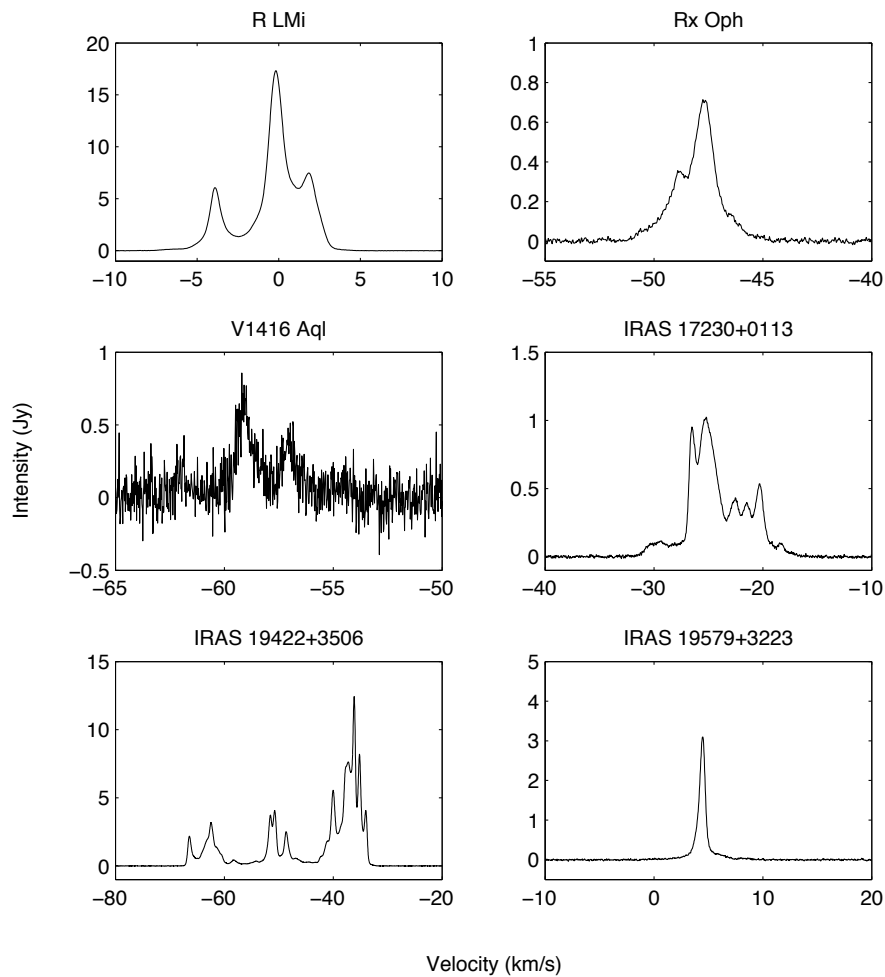 R LMi
20
15
10
5
0
−10 −5 0 5 10
Rx Oph
1
0.8
0.6
0.4
0.2
0
−55 −50 −45 −40
V1416 Aql
1
0.5
0
−0.5
−65 −60 −55 −50
IRAS 17230+0113
1.5
1
0.5
0
−40 −30 −20 −10
Intensity (Jy)
IRAS 19422+3506
15
10
5
0
−80 −60 −40 −20
IRAS 19579+3223
5
4
3
2
1
0
−10 0 10 20
Velocity (km/s)